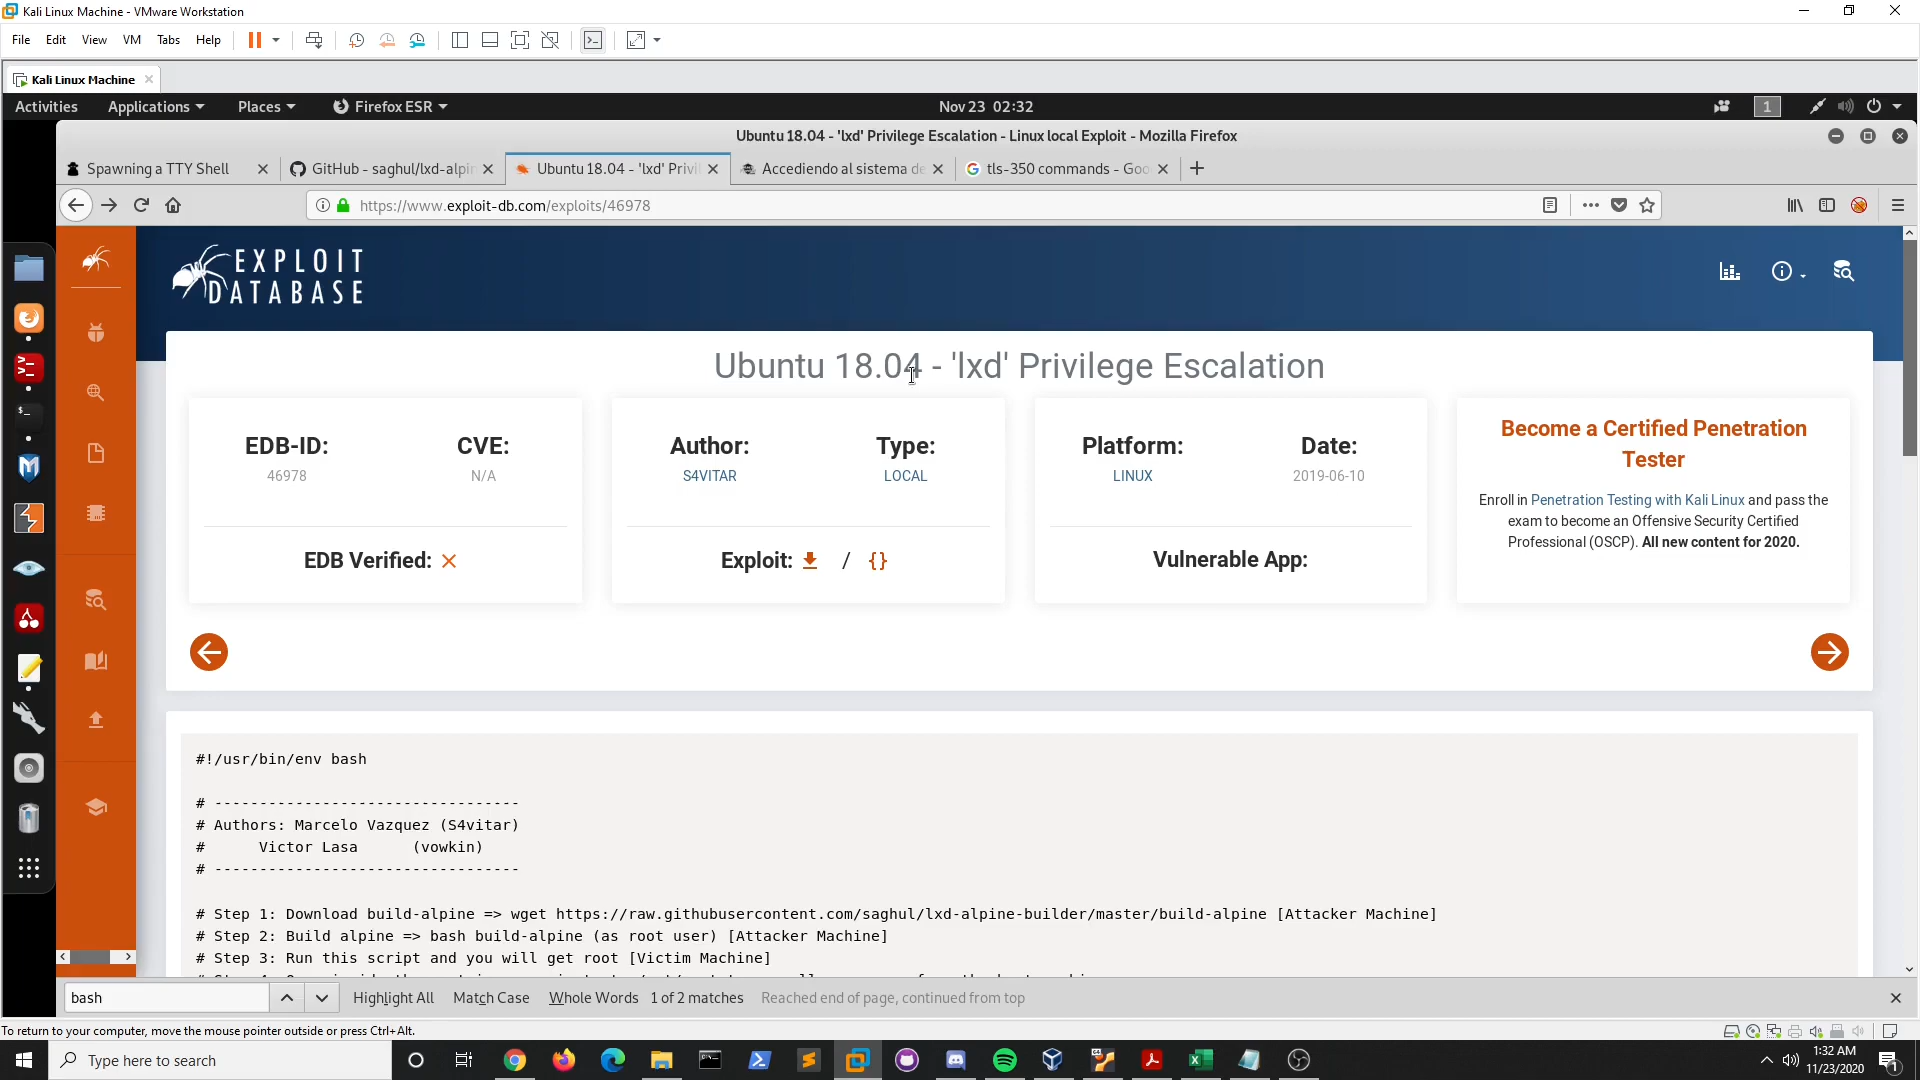 Kali Linux Machine - VMware Workstation
File Edit View VM Tabs Help
Kali Linux Machine
Activities Applications Places Firefox ESR Nov 23 02:32 1
Ubuntu 18.04 - 'lxd' Privilege Escalation - Linux local Exploit - Mozilla Firefox
Spawning a TTY Shell GitHub - saghul/lxd-alpin Ubuntu 18.04 - 'lxd' Privil Accediendo al sistema de tls-350 commands - Goo
https://www.exploit-db.com/exploits/46978
EXPLOIT
DATABASE
Ubuntu 18.04 - 'lxd' Privilege Escalation
EDB-ID: CVE: Author: Type: Platform: Date:
46978 N/A S4VITAR LOCAL LINUX 2019-06-10
EDB Verified: Exploit: / {} Vulnerable App:
Become a Certified Penetration
Tester
Enroll in Penetration Testing with Kali Linux and pass the
exam to become an Offensive Security Certified
Professional (OSCP). All new content for 2020.
#!/usr/bin/env bash
# ----------------------------------
# Authors: Marcelo Vazquez (S4vitar)
#      Victor Lasa      (vowkin)
# ----------------------------------
# Step 1: Download build-alpine => wget https://raw.githubusercontent.com/saghul/lxd-alpine-builder/master/build-alpine [Attacker Machine]
# Step 2: Build alpine => bash build-alpine (as root user) [Attacker Machine]
# Step 3: Run this script and you will get root [Victim Machine]
bash Highlight All Match Case Whole Words 1 of 2 matches Reached end of page, continued from top
To return to your computer, move the mouse pointer outside or press Ctrl+Alt.
Type here to search
1:32 AM
11/23/2020
1